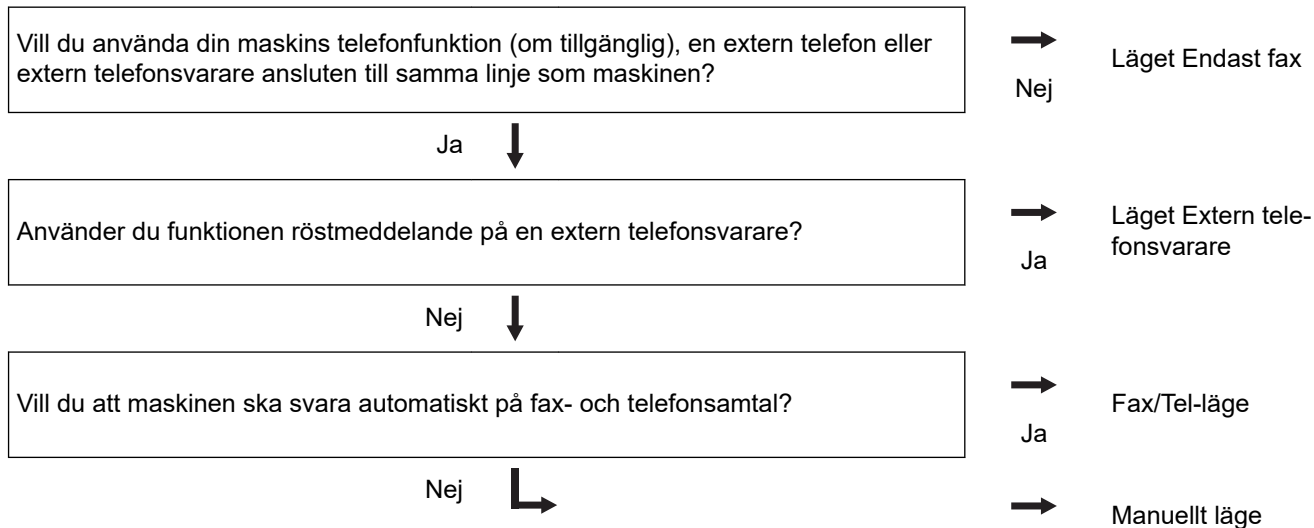 Vill du använda din maskins telefonfunktion (om tillgänglig), en extern telefon eller
extern telefonsvarare ansluten till samma linje som maskinen?
Nej
Läget Endast fax
Ja
Använder du funktionen röstmeddelande på en extern telefonsvarare?
Ja
Läget Extern tele-
fonsvarare
Nej
Vill du att maskinen ska svara automatiskt på fax- och telefonsamtal?
Ja
Fax/Tel-läge
Nej
Manuellt läge